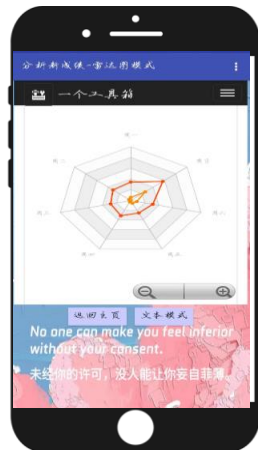 分析新成绩-雷达图模式
一个工具箱
返回主页
文本模式
No one can make you feel inferior
without your consent.
未经你的许可，没人能让你妄自菲薄。